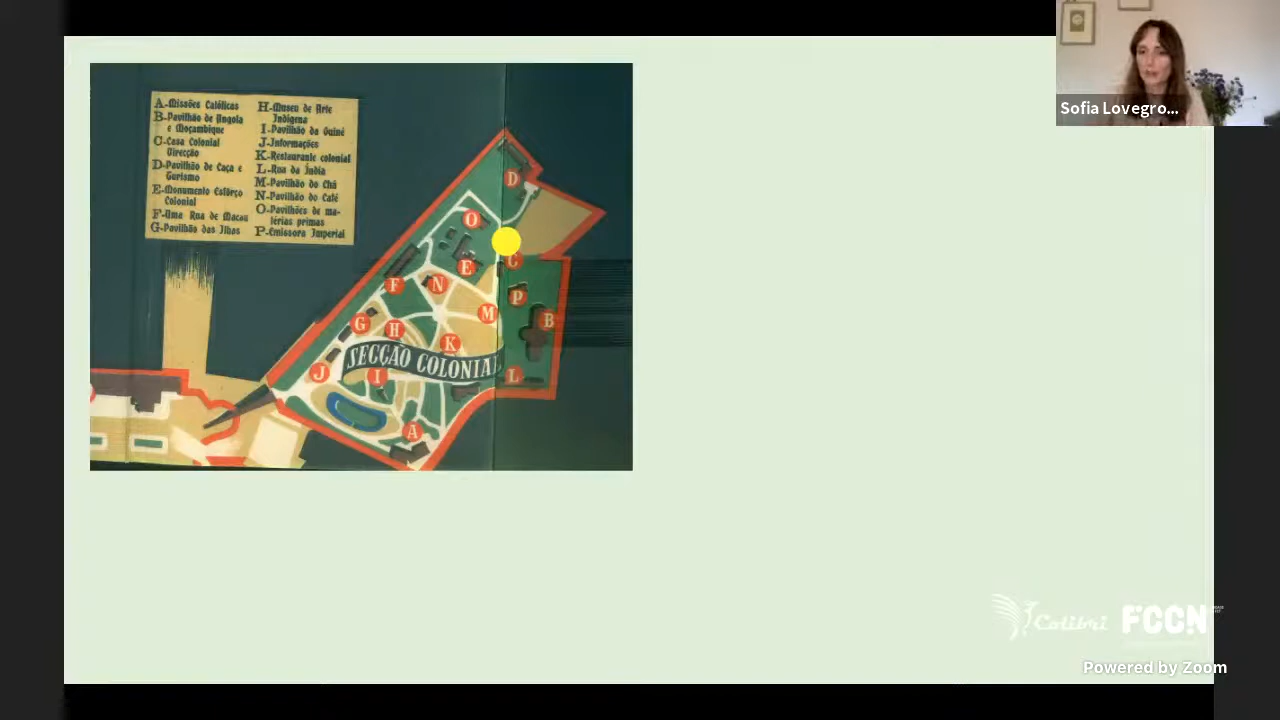 A-Missões Católicas
B-Pavilhão de Angola
e Moçambique
C-Casa Colonial
Direcção
D-Pavilhão de Caça e
Turismo
E-Monumento Esfôrço
Colonial
F-Uma Rua de Macau
G-Pavilhão das Ilhas
H-Museu de Arte
Indígena
I-Pavilhão da Guiné
J-Informações
K-Restaurante colonial
L-Rua da Índia
M-Pavilhão do Chá
N-Pavilhão do Café
O-Pavilhões de ma-
térias primas
P-Emissora Imperial
D
O
C
E
F
N
P
M
B
G
H
K
SECÇÃO COLONIAL
J
I
L
A
Sofia Lovegro...
Colibri
FCCN
Powered by Zoom